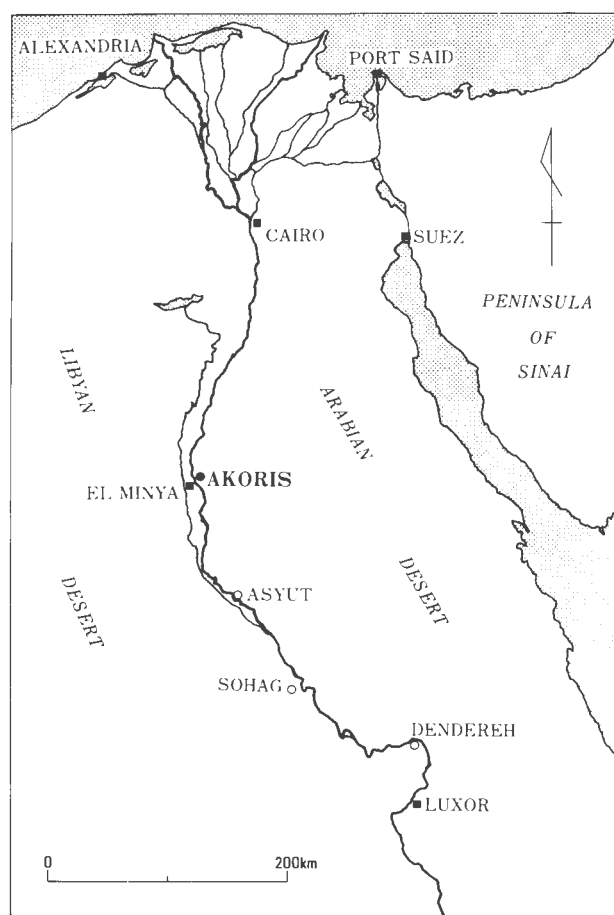 ALEXANDRIA
PORT SAID
CAIRO
SUEZ
PENINSULA
OF
SINAI
LIBYAN
ARABIAN
AKORIS
EL MINYA
DESERT
DESERT
ASYUT
SOHAG
DENDEREH
LUXOR
0 200km